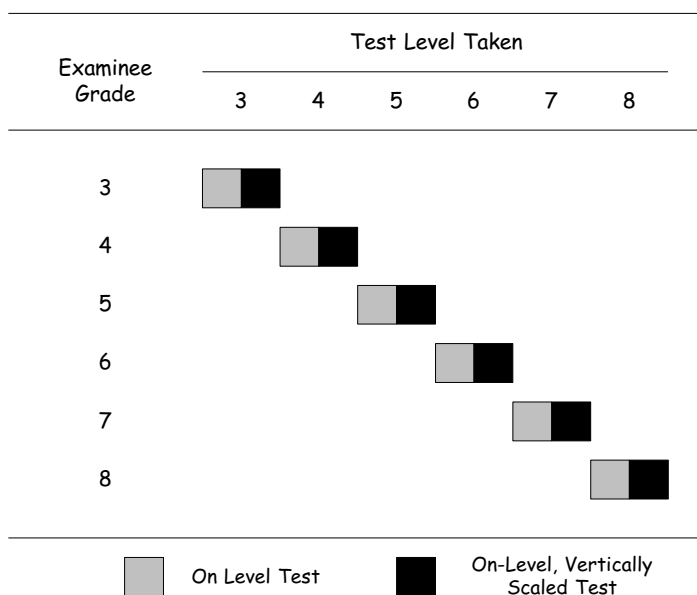 Test Level Taken
Examinee
Grade
3 4 5 6 7 8
3
4
5
6
7
8
On Level Test
On-Level, Vertically
Scaled Test